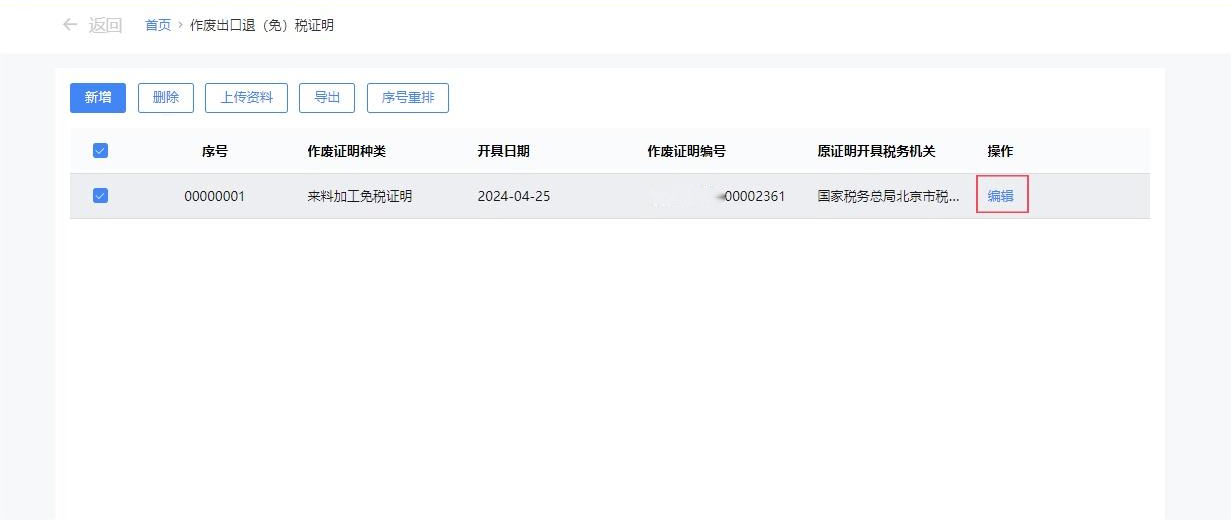 返回 首页 > 作废出口退（免）税证明
新增 删除 上传资料 导出 序号重排
序号 作废证明种类 开具日期 作废证明编号 原证明开具税务机关 操作
00000001 来料加工免税证明 2024-04-25 00002361 国家税务总局北京市税... 编辑